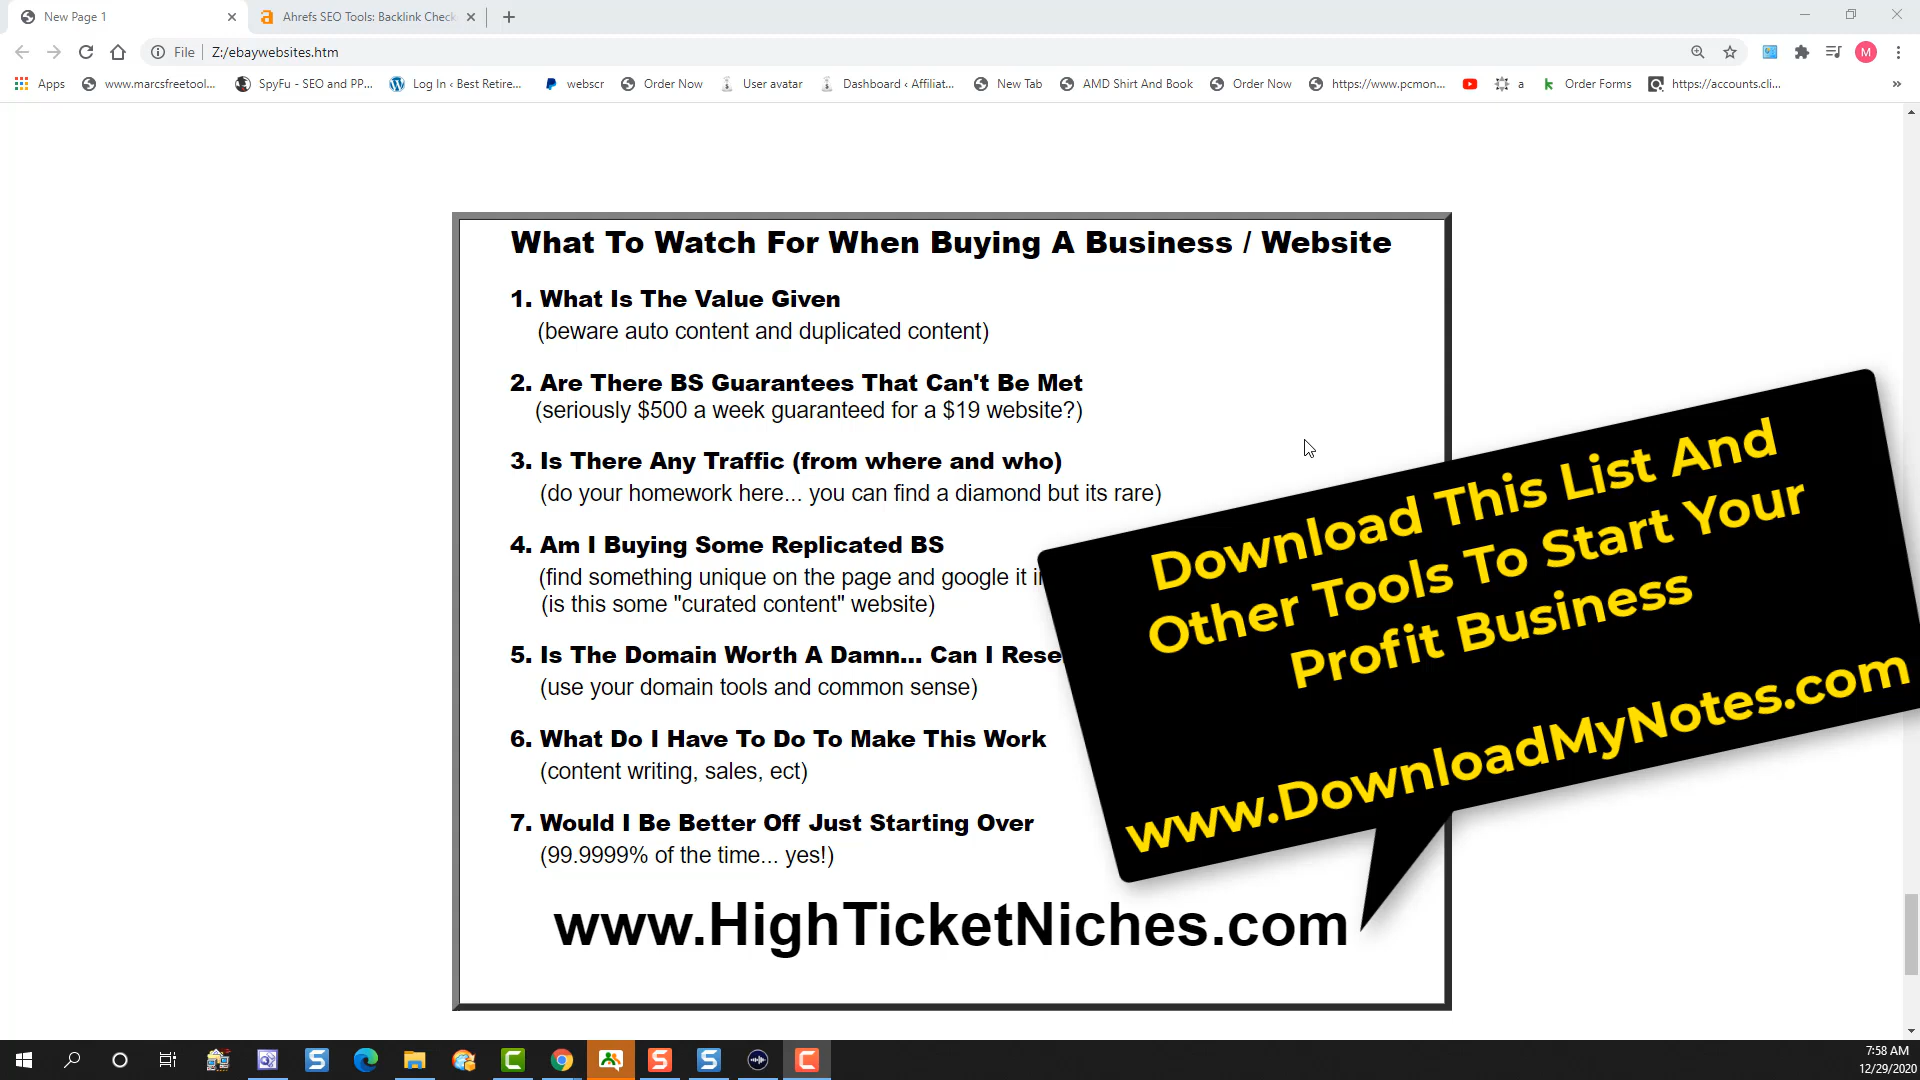 New Page 1
Ahrefs SEO Tools: Backlink Check
File
Z:/ebaywebsites.htm
M
Apps
www.marcsfreetool...
SpyFu - SEO and PP...
Log In ‹ Best Retire...
webscr
Order Now
User avatar
Dashboard ‹ Affiliat...
New Tab
AMD Shirt And Book
Order Now
https://www.pcmon...
a
Order Forms
https://accounts.cli...
»
What To Watch For When Buying A Business / Website
1. What Is The Value Given
(beware auto content and duplicated content)
2. Are There BS Guarantees That Can't Be Met
(seriously $500 a week guaranteed for a $19 website?)
3. Is There Any Traffic (from where and who)
(do your homework here... you can find a diamond but its rare)
4. Am I Buying Some Replicated BS
(find something unique on the page and google it
(is this some "curated content" website)
5. Is The Domain Worth A Damn... Can I Rese
(use your domain tools and common sense)
6. What Do I Have To Do To Make This Work
(content writing, sales, ect)
7. Would I Be Better Off Just Starting Over
(99.9999% of the time... yes!)
www.HighTicketNiches.com
Download This List And
Other Tools To Start Your
Profit Business
www.DownloadMyNotes.com
7:58 AM
12/29/2020